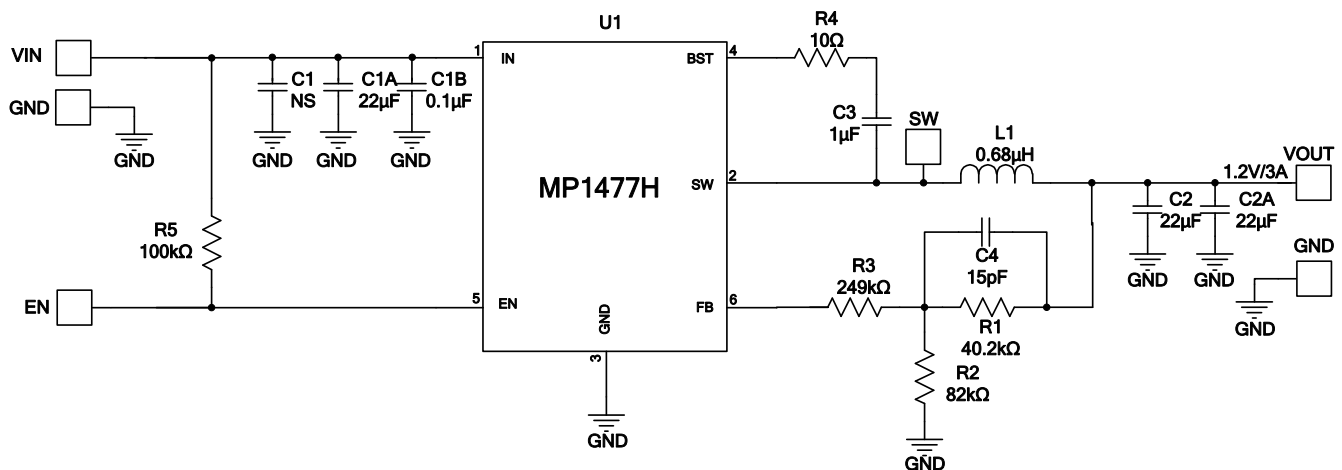 U1
R4
10Ω
VIN
1
IN
BST
4
C1
NS
C1A
22µF
C1B
0.1µF
GND
GND
GND
GND
GND
C3
1µF
SW
L1
0.68µH
VOUT
1.2V/3A
MP1477H
SW
2
C2
22µF
C2A
22µF
GND
GND
R5
100kΩ
C4
15pF
R3
249kΩ
GND
GND
EN
5
EN
GND
3
FB
6
R1
40.2kΩ
R2
82kΩ
GND
GND